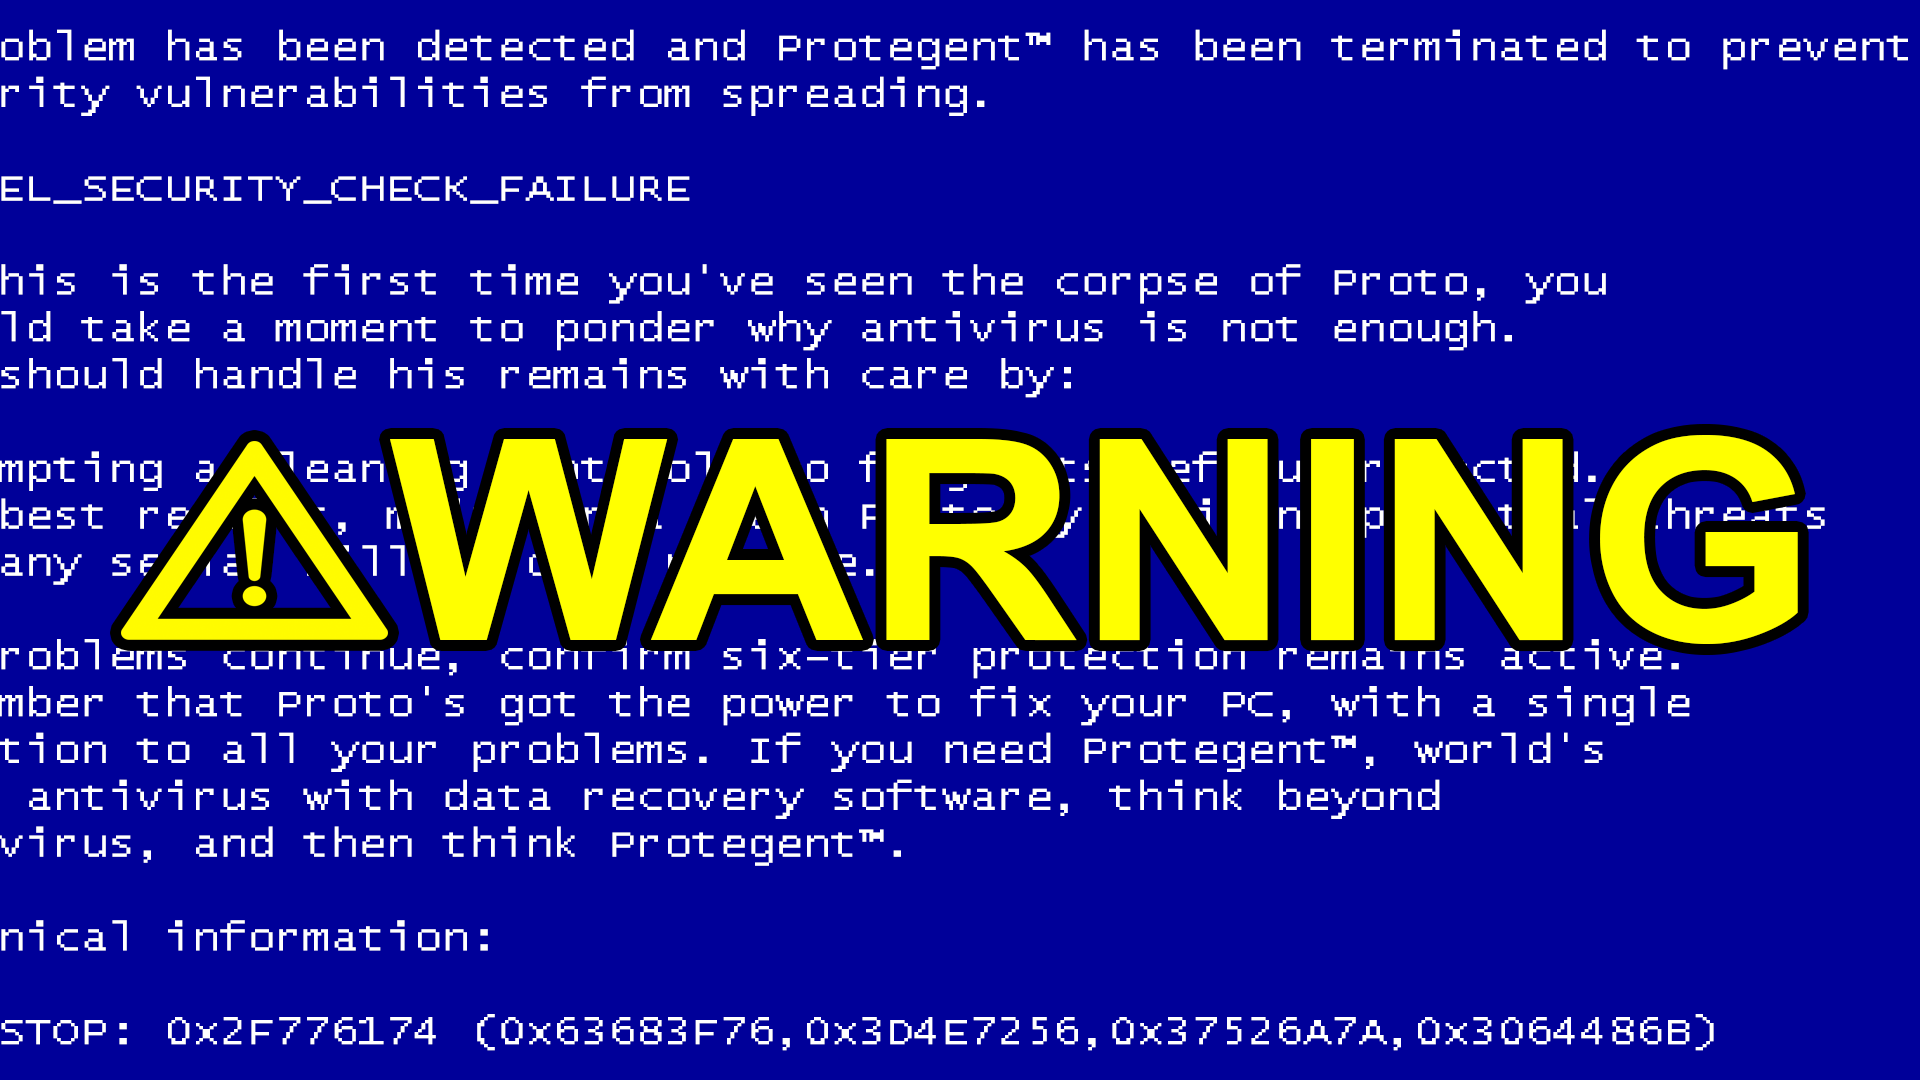 oblem has been detected and Protegent™ has been terminated to prevent
rity vulnerabilities from spreading.
EL_SECURITY_CHECK_FAILURE
his is the first time you've seen the corpse of Proto, you
ld take a moment to ponder why antivirus is not enough.
should handle his remains with care by:
mpting a
best
threats
any
WARNING
roblems continue, confirm six-tier protection remains active.
mber that Proto's got the power to fix your PC, with a single
tion to all your problems. If you need Protegent™, world's
antivirus with data recovery software, think beyond
virus, and then think Protegent™.
nical information:
STOP: 0x2F776174 (0x63683F76,0x3D4E7256,0x37526A7A,0x3064486B)